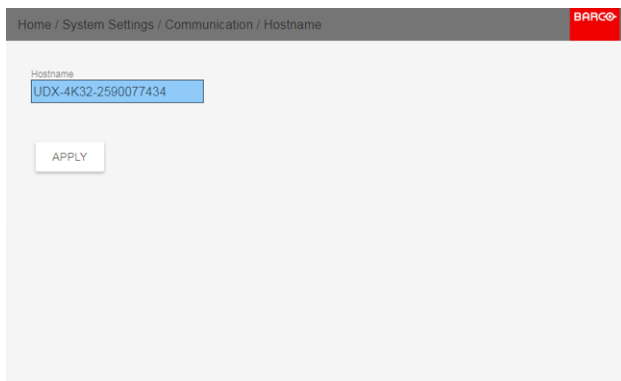 Home / System Settings / Communication / Hostname
BARCO
Hostname
UDX-4K32-2590077434
APPLY